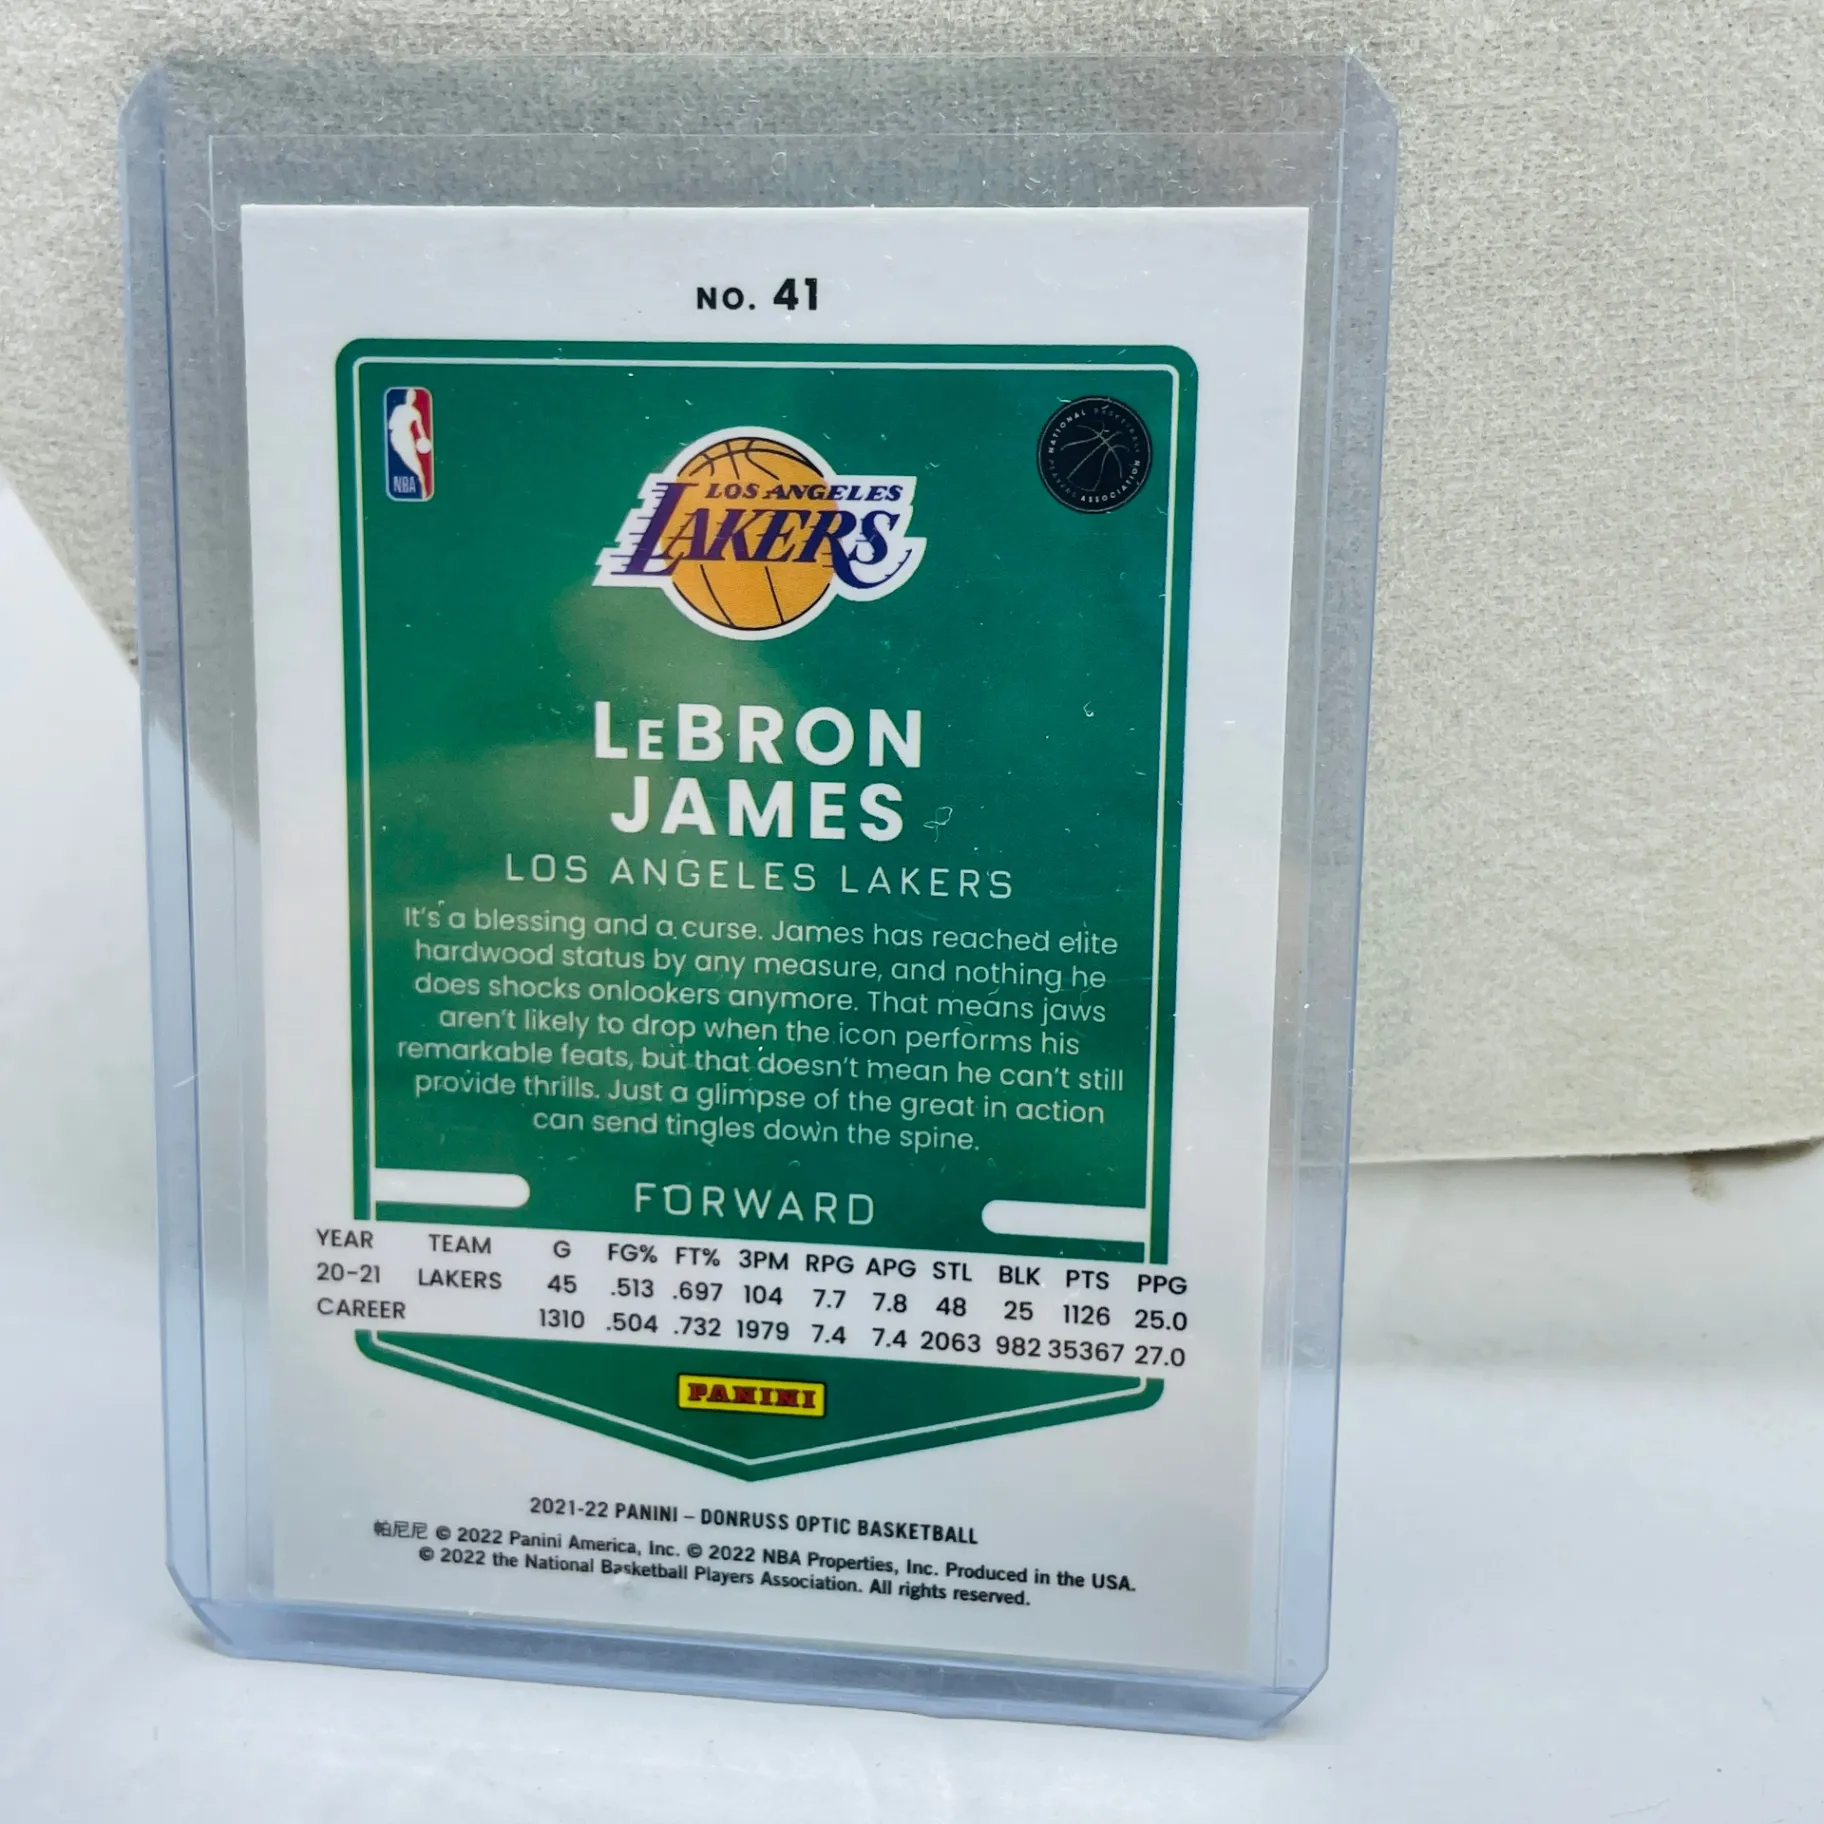 NO. 41
NBA
LOS ANGELES
LAKERS
NATIONAL BASKETBALL PLAYERS ASSOCIATION
LeBRON
JAMES
LOS ANGELES LAKERS
It's a blessing and a curse. James has reached elite
hardwood status by any measure, and nothing he
does shocks onlookers anymore. That means jaws
aren't likely to drop when the icon performs his
remarkable feats, but that doesn't mean he can't still
provide thrills. Just a glimpse of the great in action
can send tingles down the spine.
FORWARD
YEAR TEAM G FG% FT% 3PM RPG APG STL BLK PTS PPG
20-21 LAKERS 45 .513 .697 104 7.7 7.8 48 25 1126 25.0
CAREER 1310 .504 .732 1979 7.4 7.4 2063 982 35367 27.0
PANINI
2021-22 PANINI – DONRUSS OPTIC BASKETBALL
帕尼尼 © 2022 Panini America, Inc. © 2022 NBA Properties, Inc. Produced in the USA.
© 2022 the National Basketball Players Association. All rights reserved.